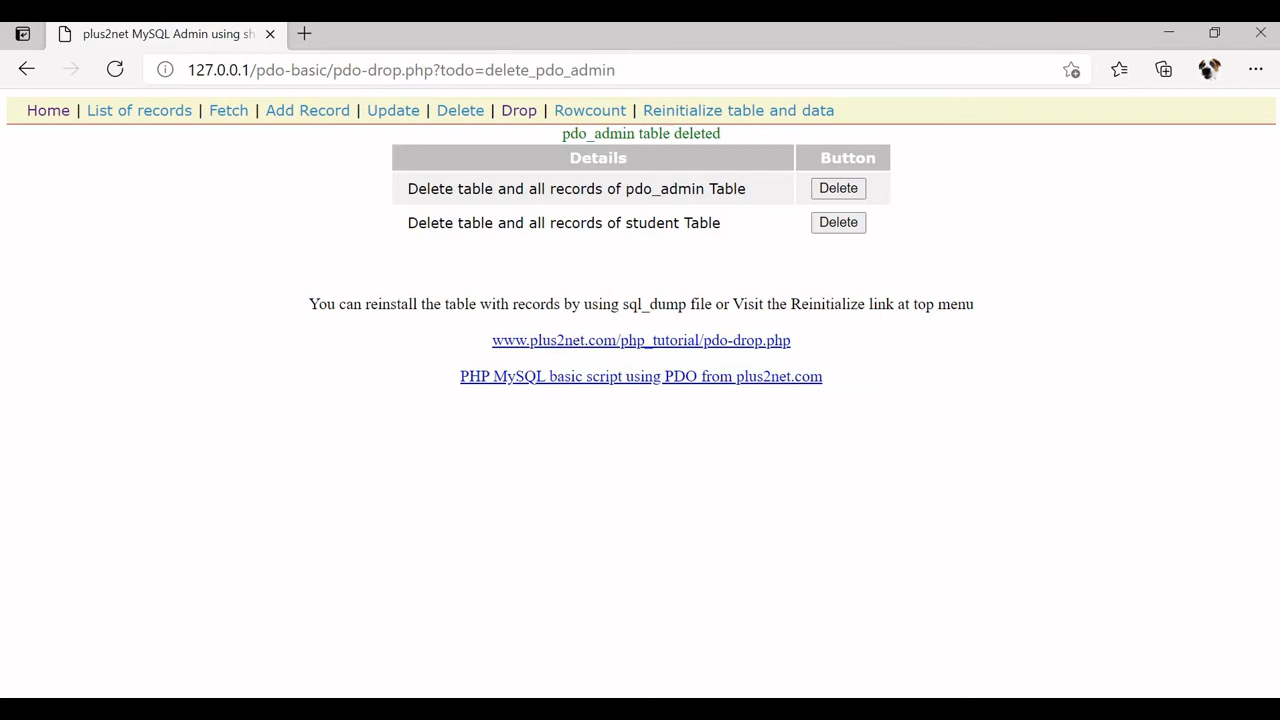 plus2net MySQL Admin using sh
127.0.0.1/pdo-basic/pdo-drop.php?todo=delete_pdo_admin
Home | List of records | Fetch | Add Record | Update | Delete | Drop | Rowcount | Reinitialize table and data
pdo_admin table deleted
Details Button
Delete table and all records of pdo_admin Table Delete
Delete table and all records of student Table Delete
You can reinstall the table with records by using sql_dump file or Visit the Reinitialize link at top menu
www.plus2net.com/php_tutorial/pdo-drop.php
PHP MySQL basic script using PDO from plus2net.com